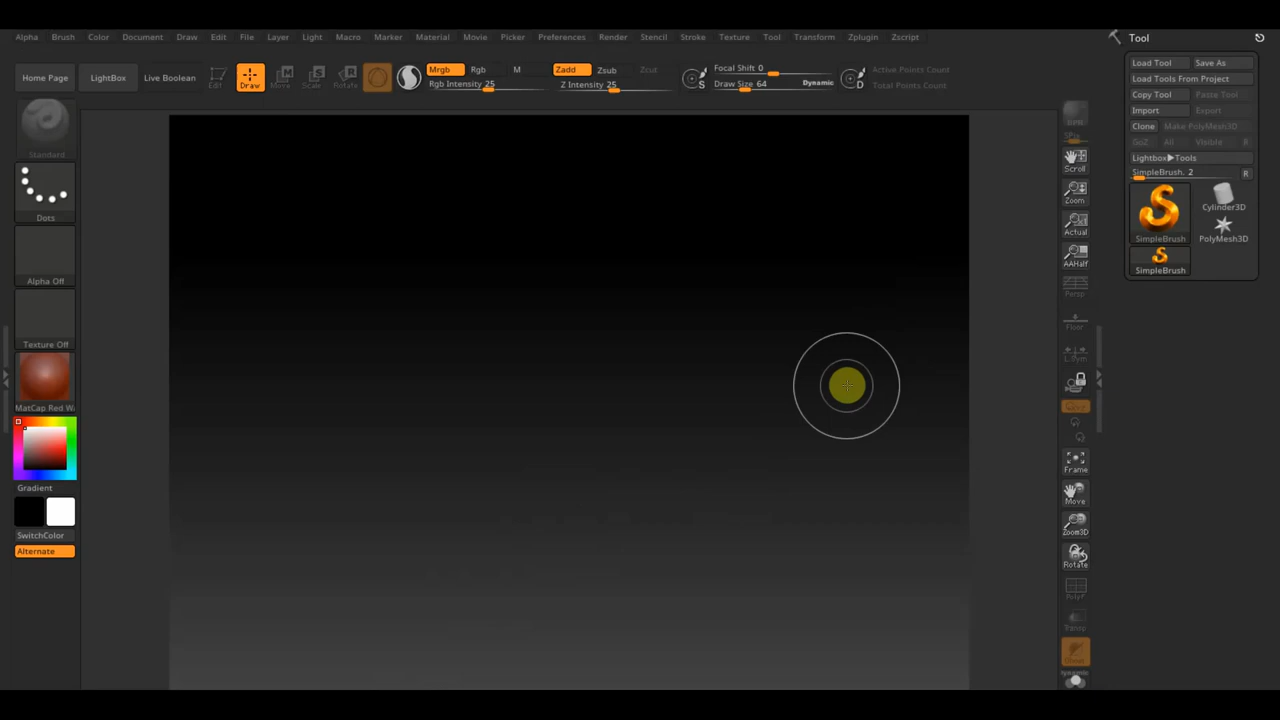 Alpha Brush Color Document Draw Edit File Layer Light Macro Marker Material Movie Picker Preferences Render Stencil Stroke Texture Tool Transform Zplugin Zscript
Tool
Home Page LightBox Live Boolean
Edit Draw Move Scale Rotate
Mrgb Rgb M
Rgb Intensity 25
Zadd Zsub Zcut
Z Intensity 25
S
Focal Shift 0
Draw Size 64 Dynamic
D
Active Points Count
Total Points Count
Standard
Dots
Alpha Off
Texture Off
MatCap Red W
Gradient
SwitchColor
Alternate
BPR
SPix
Scroll
Zoom
Actual
AAHalf
Persp
Floor
L.Sym
Frame
Move
Zoom3D
Rotate
PolyF
Transp
Dynamic
Load Tool Save As
Load Tools From Project
Copy Tool Paste Tool
Import Export
Clone Make PolyMesh3D
GoZ All Visible R
Lightbox▶Tools
SimpleBrush. 2 R
SimpleBrush
Cylinder3D
PolyMesh3D
SimpleBrush